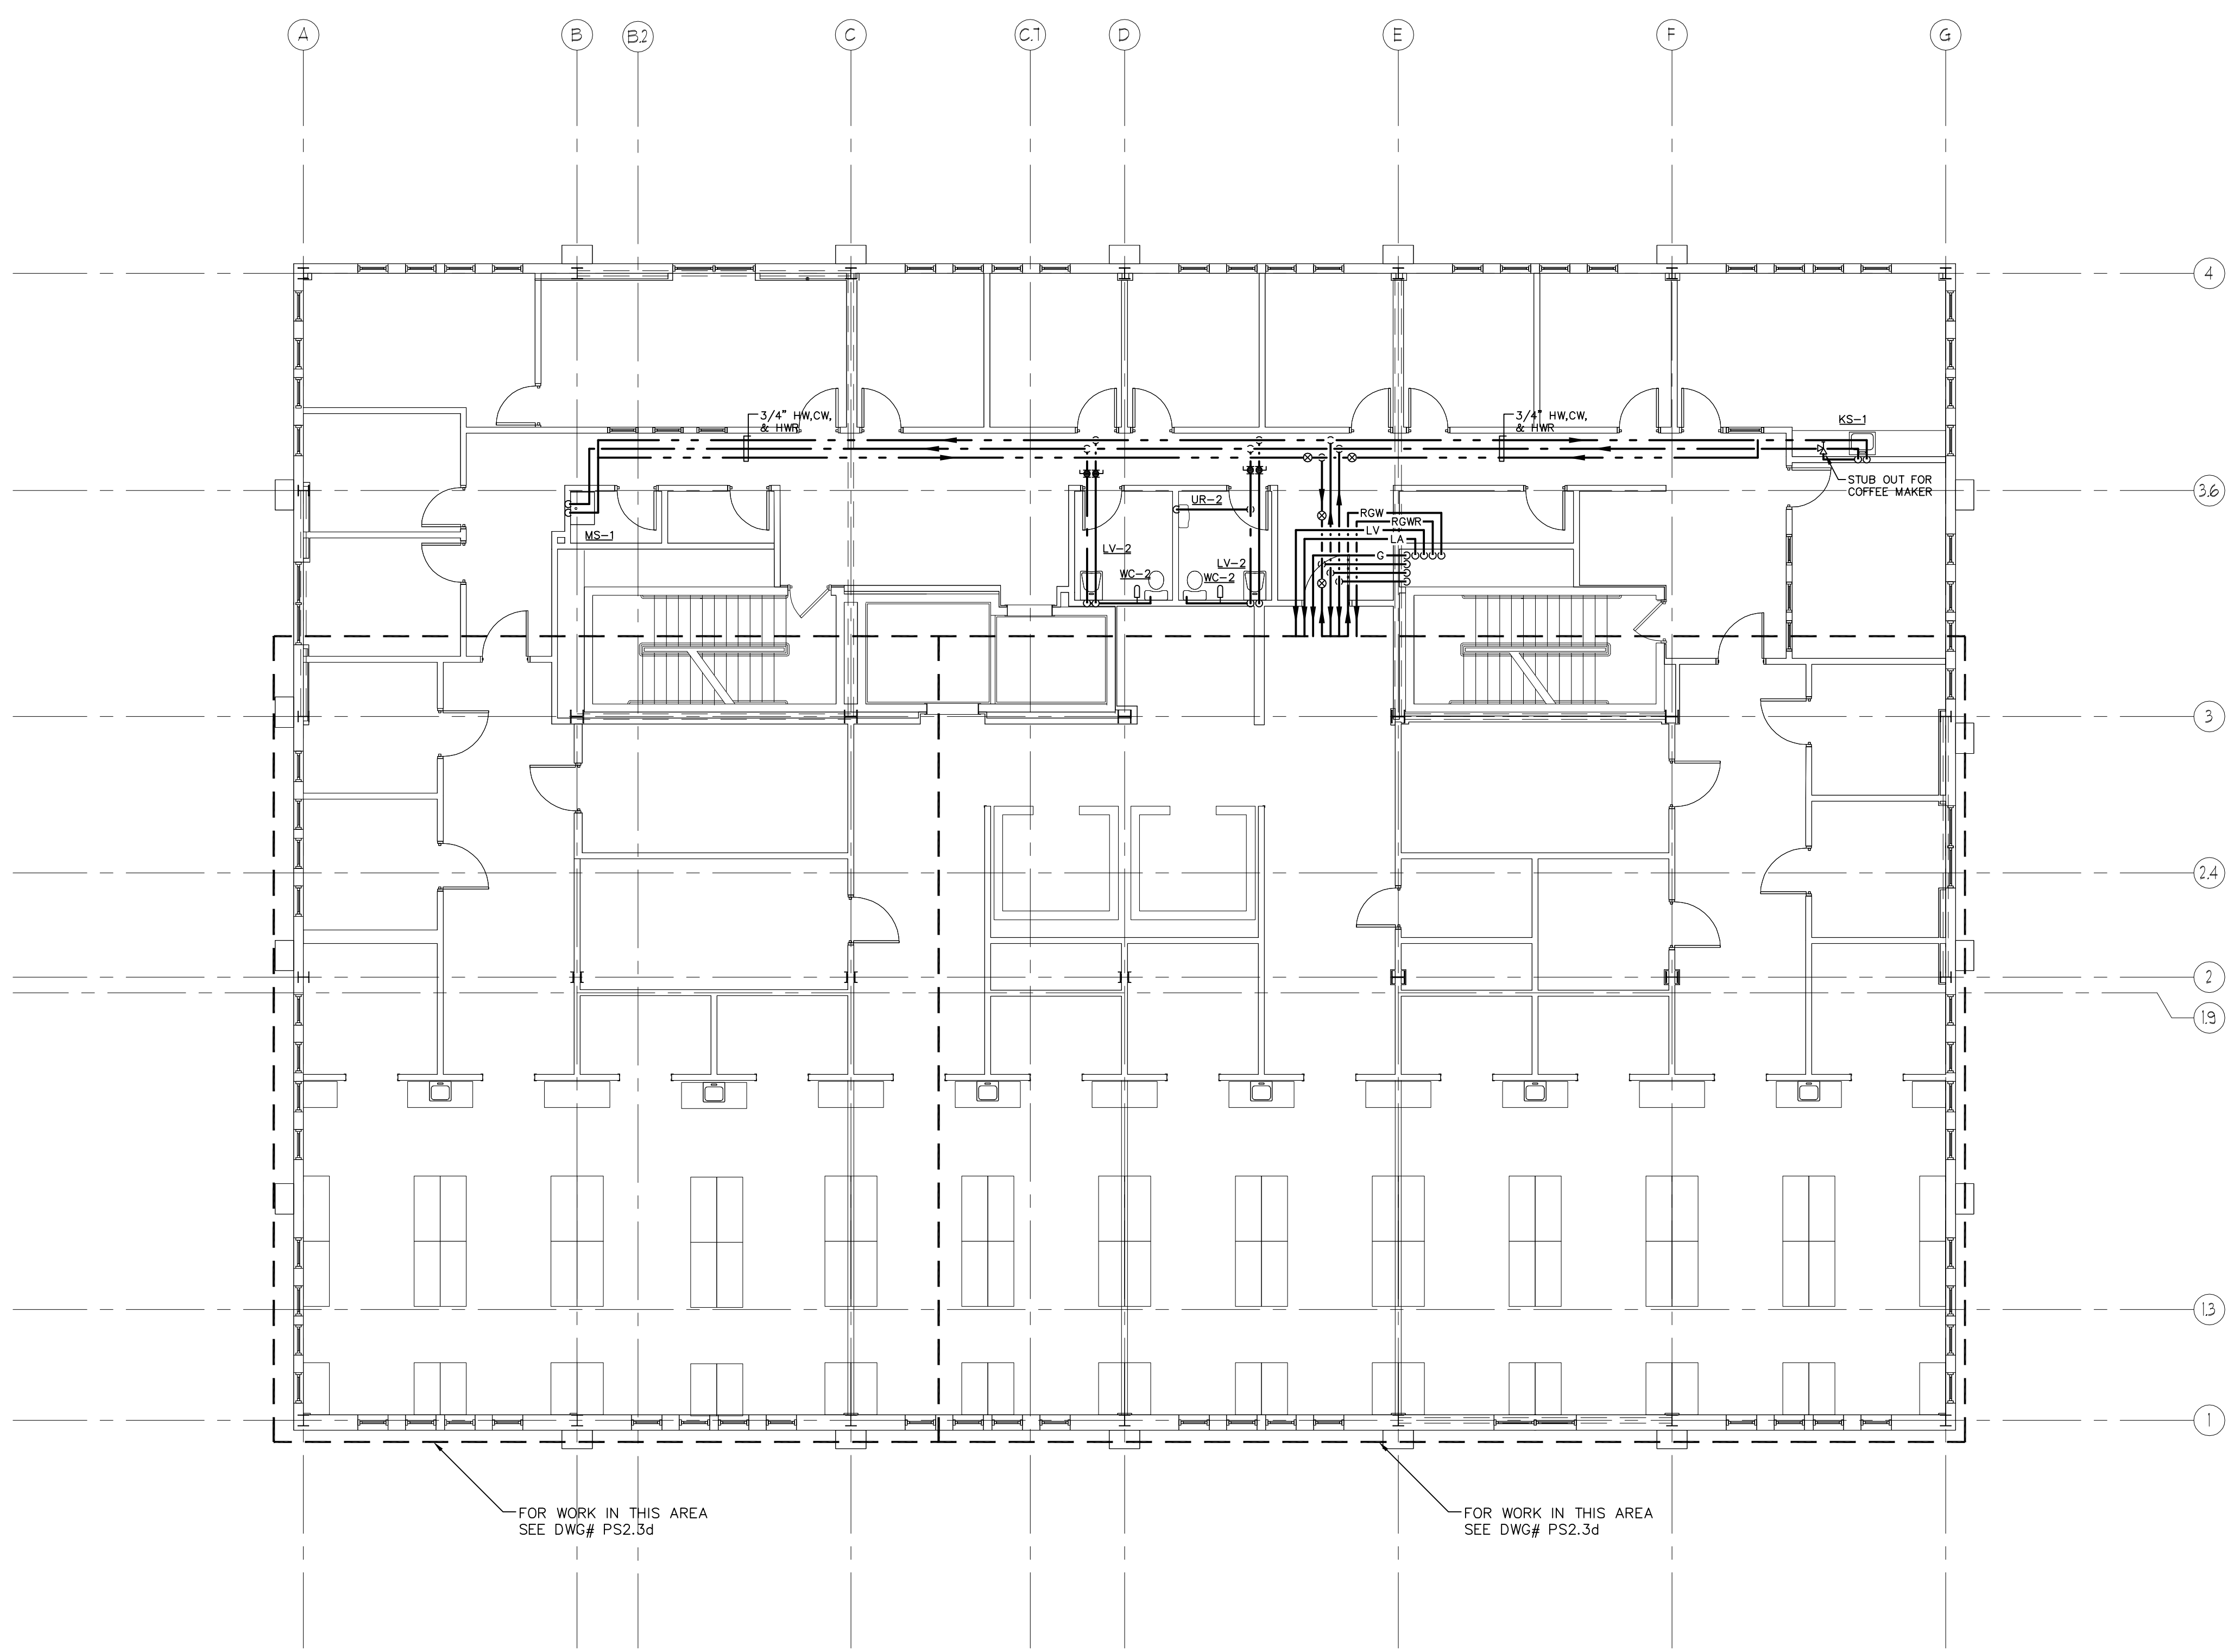 A
B
B.2
C
C.7
D
E
F
G
4
3/4" HW,CW,
& HWR
3/4" HW,CW,
& HWR
KS-1
STUB OUT FOR
COFFEE MAKER
3.6
UR-2
RGW
RGWR
LV
LA
MS-1
LV-2
G
LV-2
WC-2
WC-2
3
2.4
2
1.9
1.3
1
FOR WORK IN THIS AREA
SEE DWG# PS2.3d
FOR WORK IN THIS AREA
SEE DWG# PS2.3d